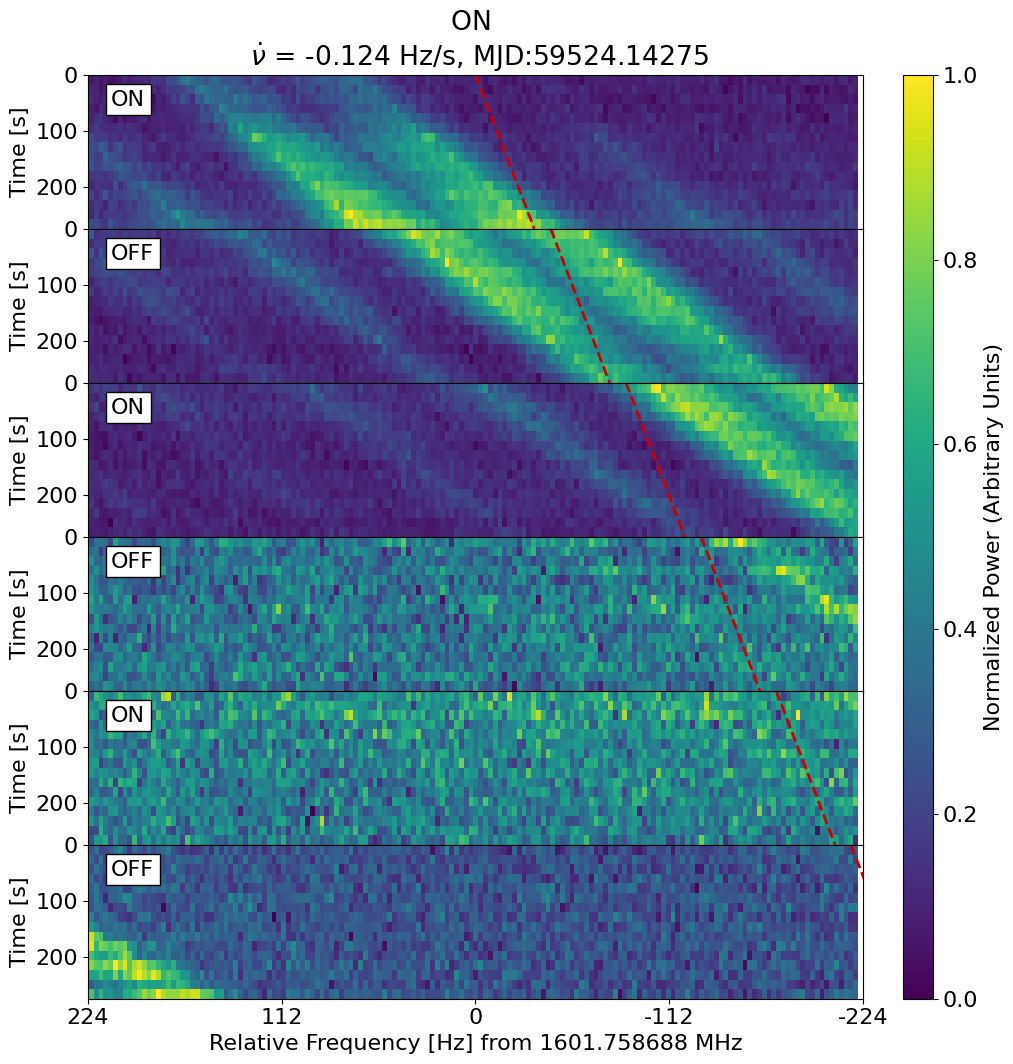 ON
ν̇ = -0.124 Hz/s, MJD:59524.14275
0
100
200
Time [s]
ON
0
100
200
Time [s]
OFF
0
100
200
Time [s]
ON
0
100
200
Time [s]
OFF
0
100
200
Time [s]
ON
0
100
200
Time [s]
OFF
224 112 0 -112 -224
Relative Frequency [Hz] from 1601.758688 MHz
1.0
0.8
0.6
0.4
0.2
0.0
Normalized Power (Arbitrary Units)